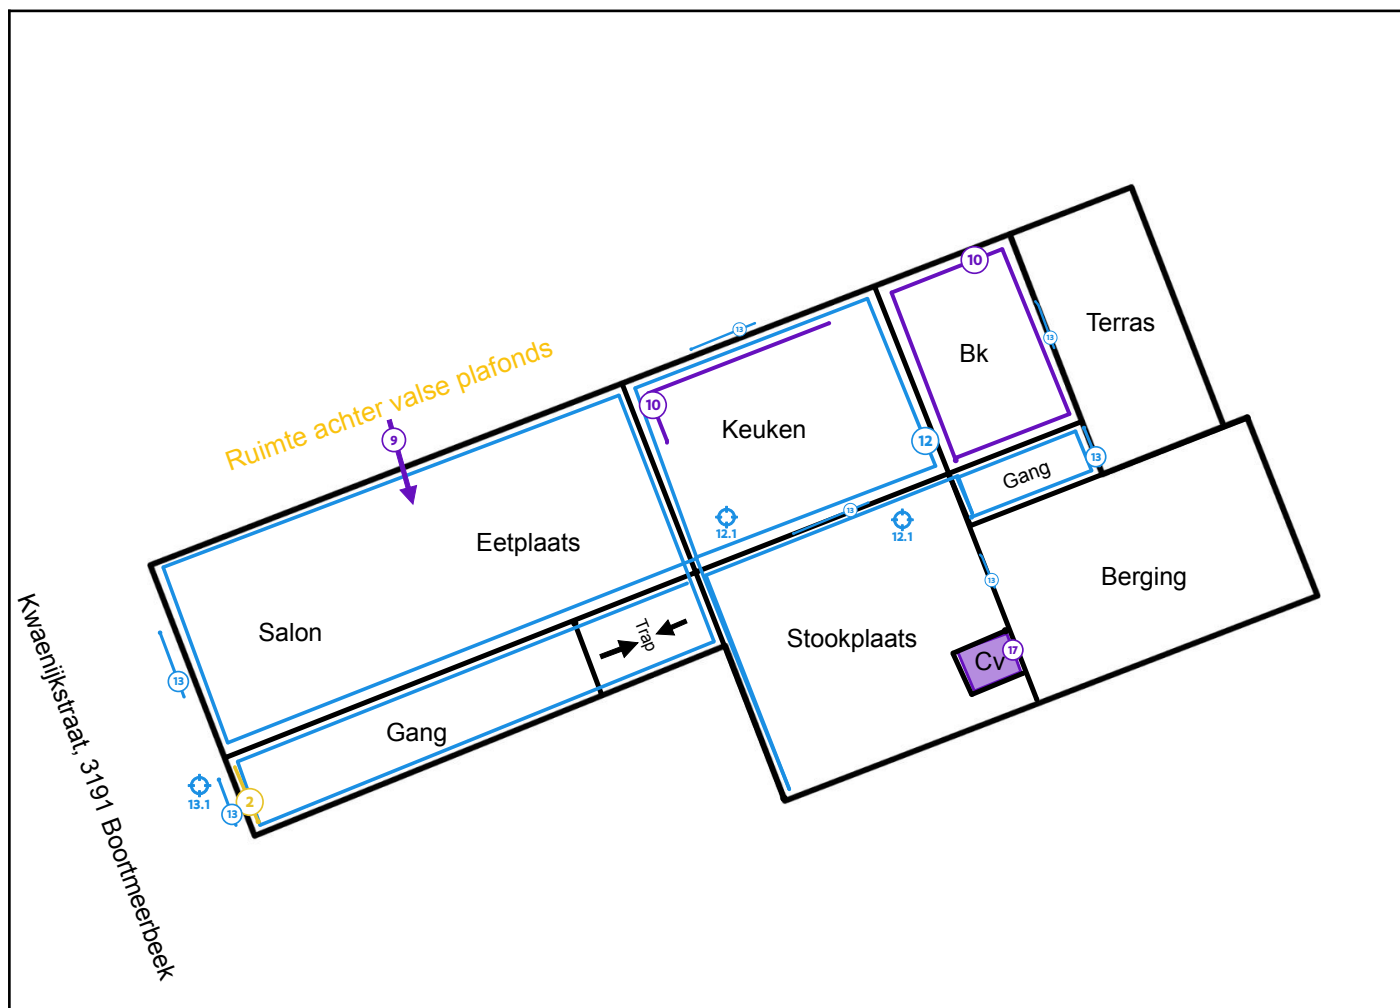 10
Terras
13
Bk
13
Ruimte achter valse plafonds
9
10
Keuken
12
13
Gang
12.1
13
12.1
Eetplaats
13
Berging
Salon
Trap
Stookplaats
17
Cv
13
Gang
13.1
2
13
Kwaenijkstraat, 3191 Boortmeerbeek